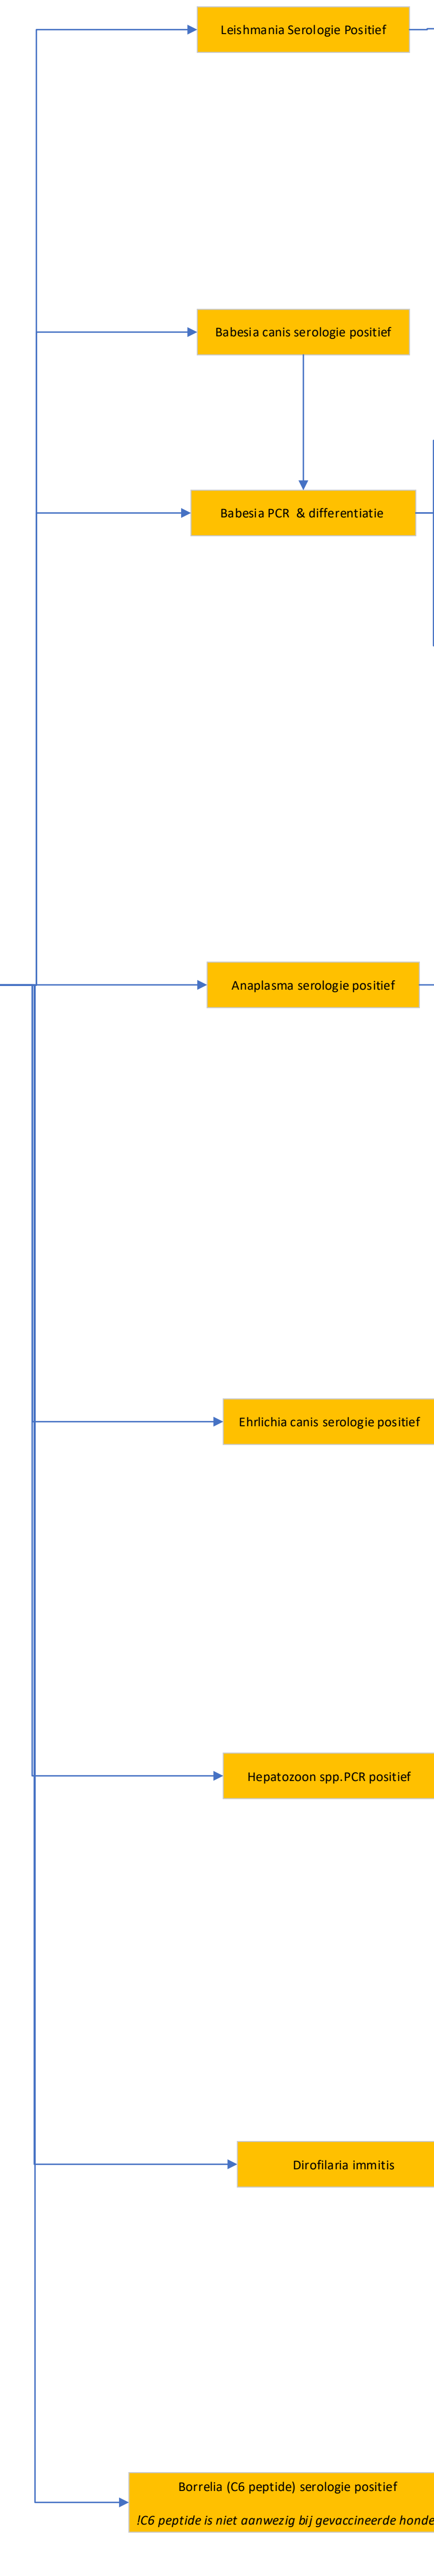 Leishmania Serologie Positief
Babesia canis serologie positief
Babesia PCR & differentiatie
Anaplasma serologie positief
Ehrlichia canis serologie positief
Hepatozoon spp.PCR positief
Dirofilaria immitis
Borrelia (C6 peptide) serologie positief
!C6 peptide is niet aanwezig bij gevaccineerde honde